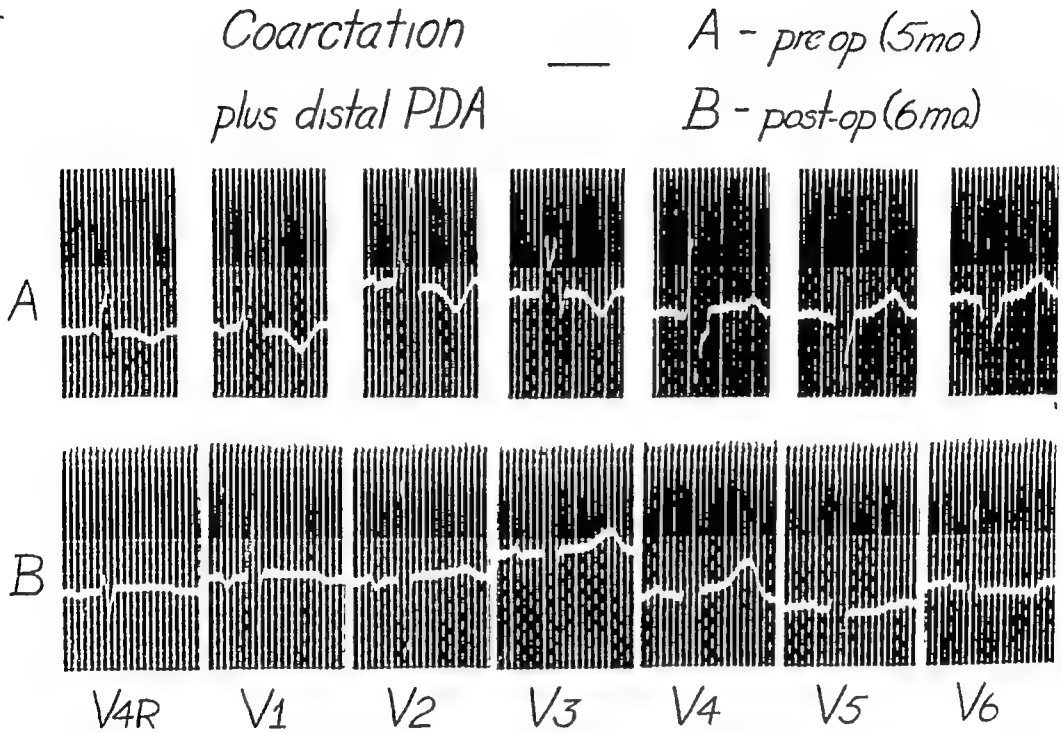 Coarctation — A - preop (5mo)
plus distal PDA B - post-op (6mo)
A
B
V4R V1 V2 V3 V4 V5 V6